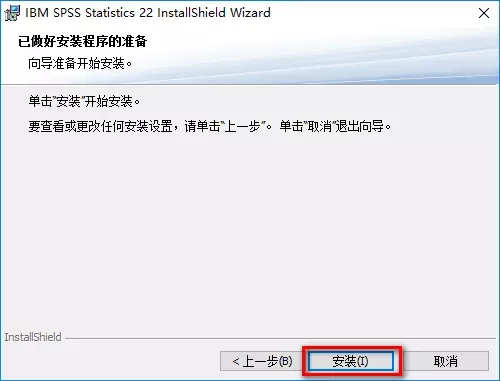 IBM SPSS Statistics 22 InstallShield Wizard
已做好安装程序的准备
向导准备开始安装。
单击“安装”开始安装。
要查看或更改任何安装设置，请单击“上一步”。 单击“取消”退出向导。
InstallShield
< 上一步(B) 安装(I) 取消